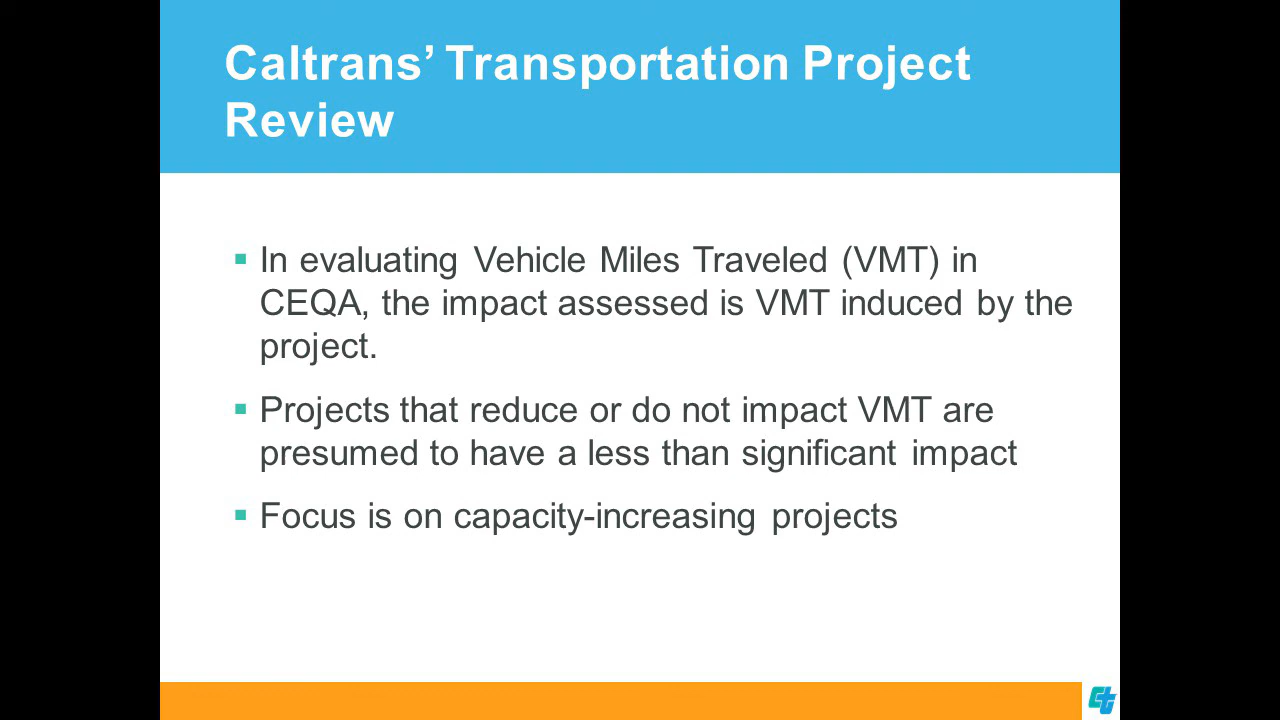 Caltrans’ Transportation Project
Review
In evaluating Vehicle Miles Traveled (VMT) in
CEQA, the impact assessed is VMT induced by the
project.
Projects that reduce or do not impact VMT are
presumed to have a less than significant impact
Focus is on capacity-increasing projects
Ct